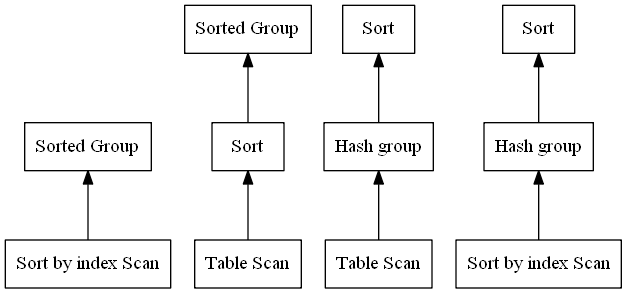 Sorted Group
Sort
Sort
Sorted Group
Sort
Hash group
Hash group
Sort by index Scan
Table Scan
Table Scan
Sort by index Scan